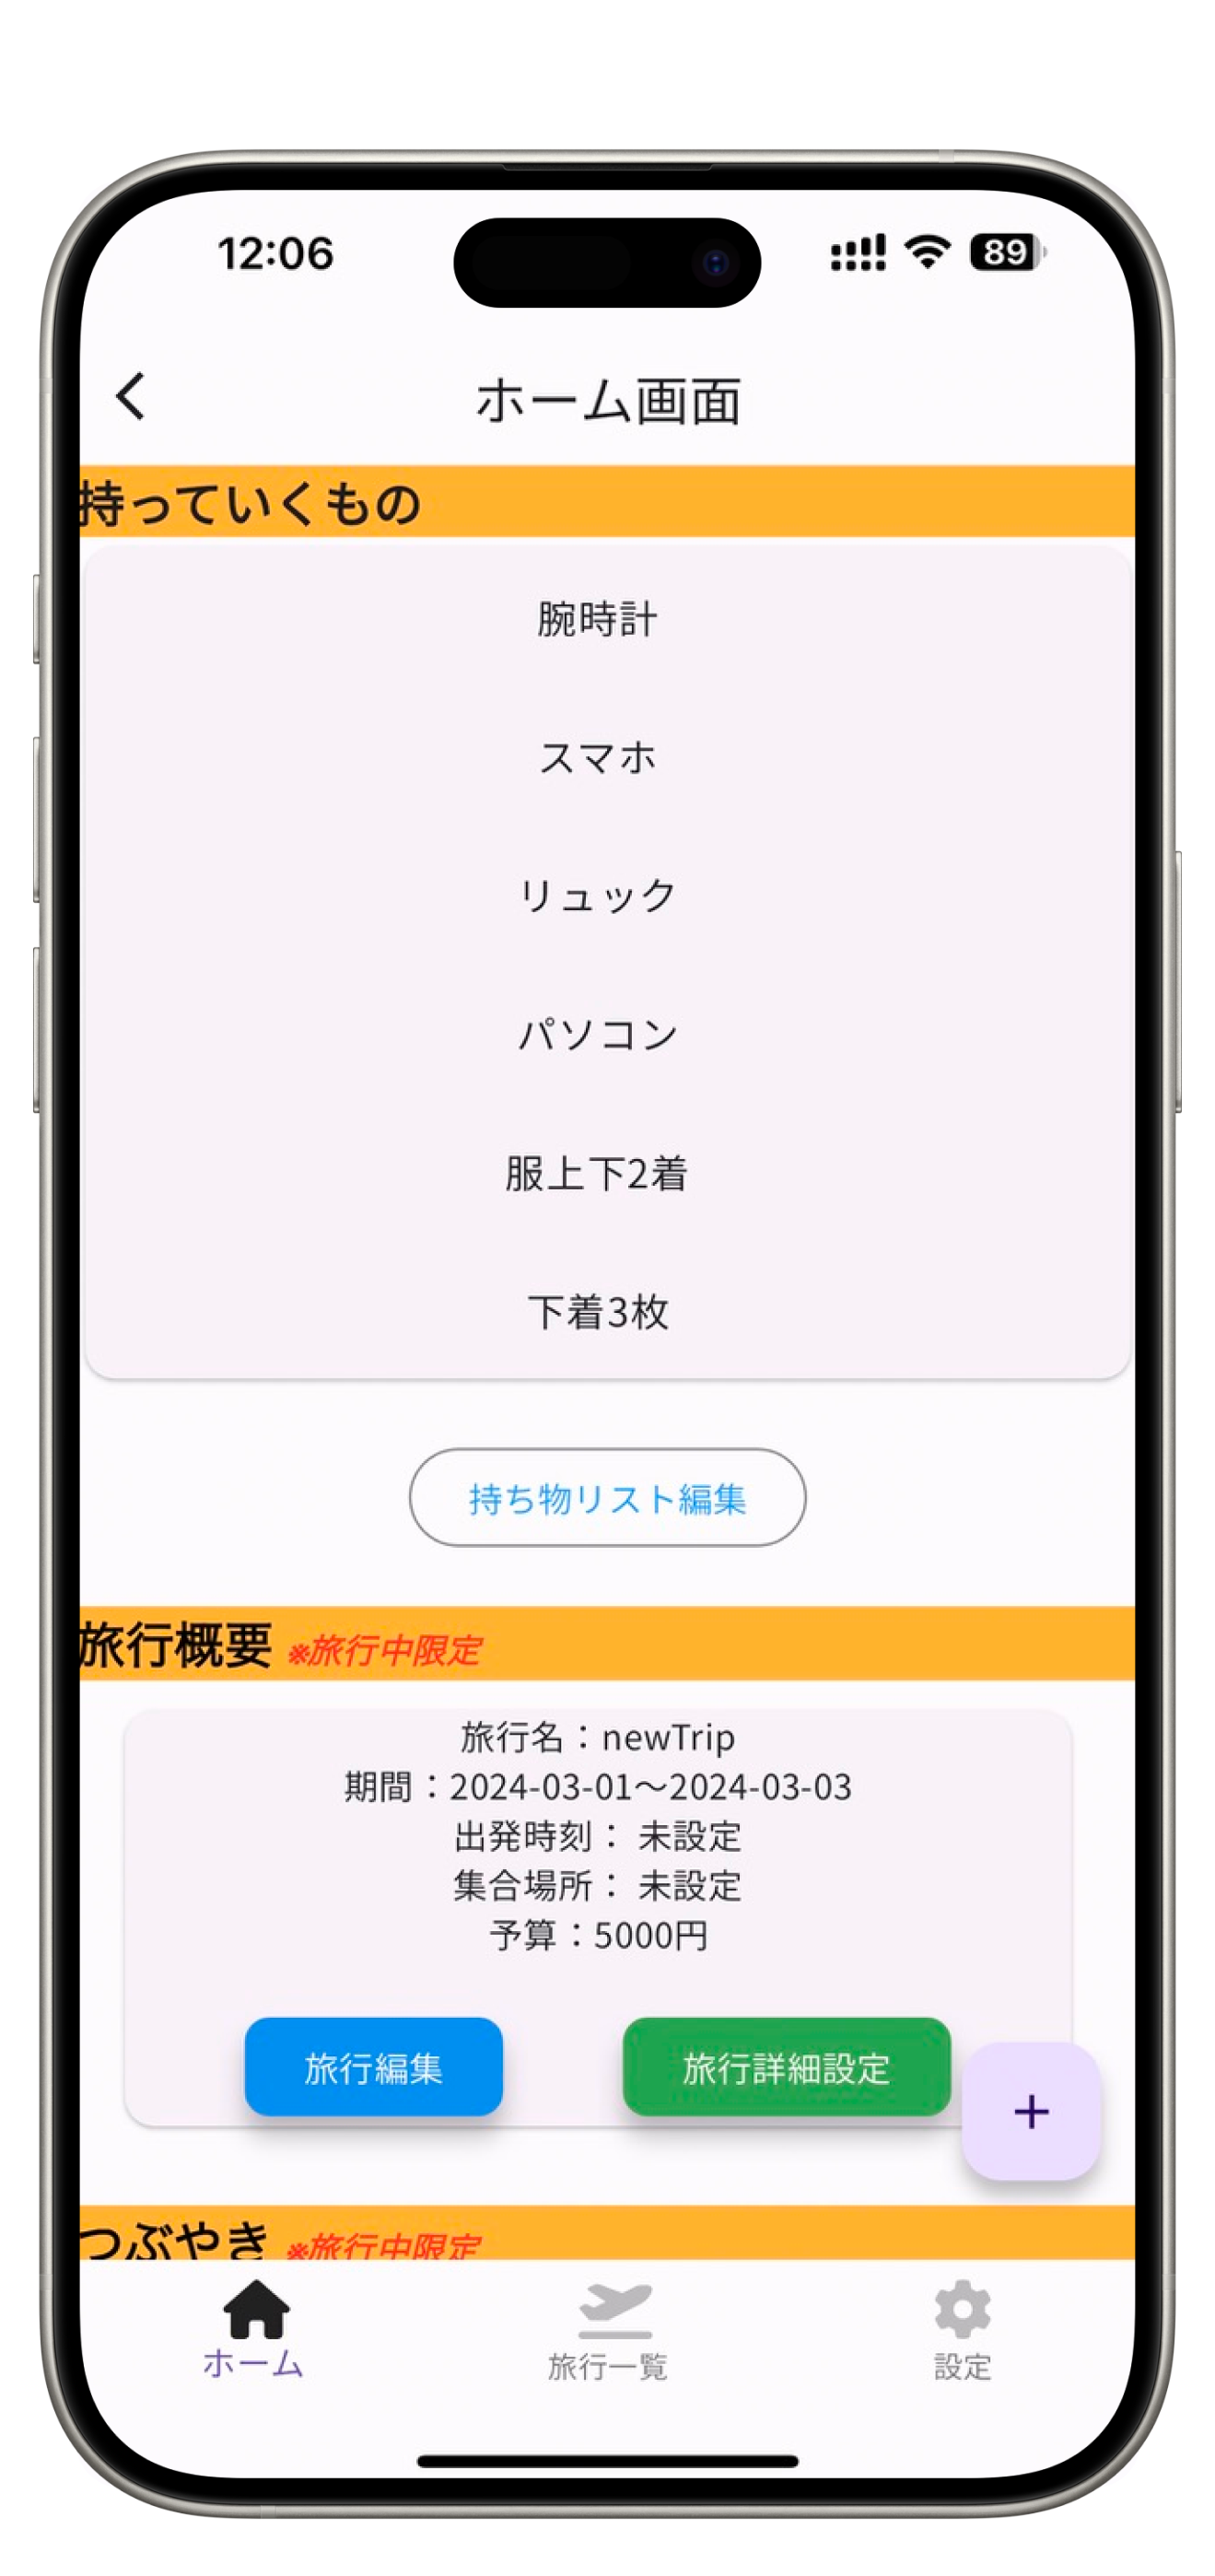 12:06
89
ホーム画面
持っていくもの
腕時計
スマホ
リュック
パソコン
服上下2着
下着3枚
持ち物リスト編集
旅行概要 ※旅行中限定
旅行名：newTrip
期間：2024-03-01〜2024-03-03
出発時刻： 未設定
集合場所： 未設定
予算：5000円
旅行編集 旅行詳細設定
+
つぶやき ※旅行中限定
ホーム 旅行一覧 設定